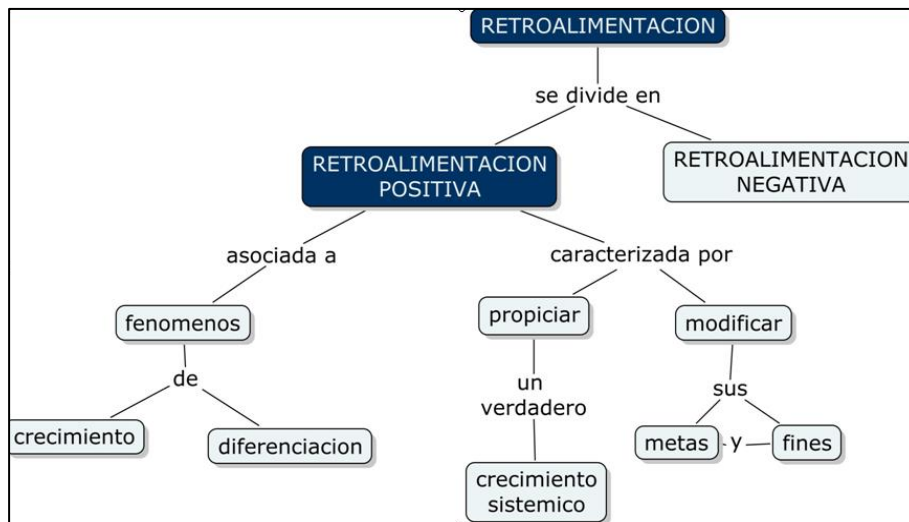 RETROALIMENTACION
se divide en
RETROALIMENTACION
POSITIVA
RETROALIMENTACION
NEGATIVA
asociada a
caracterizada por
fenomenos
propiciar
modificar
de
un
verdadero
sus
crecimiento
diferenciacion
metas
y
fines
crecimiento
sistemico